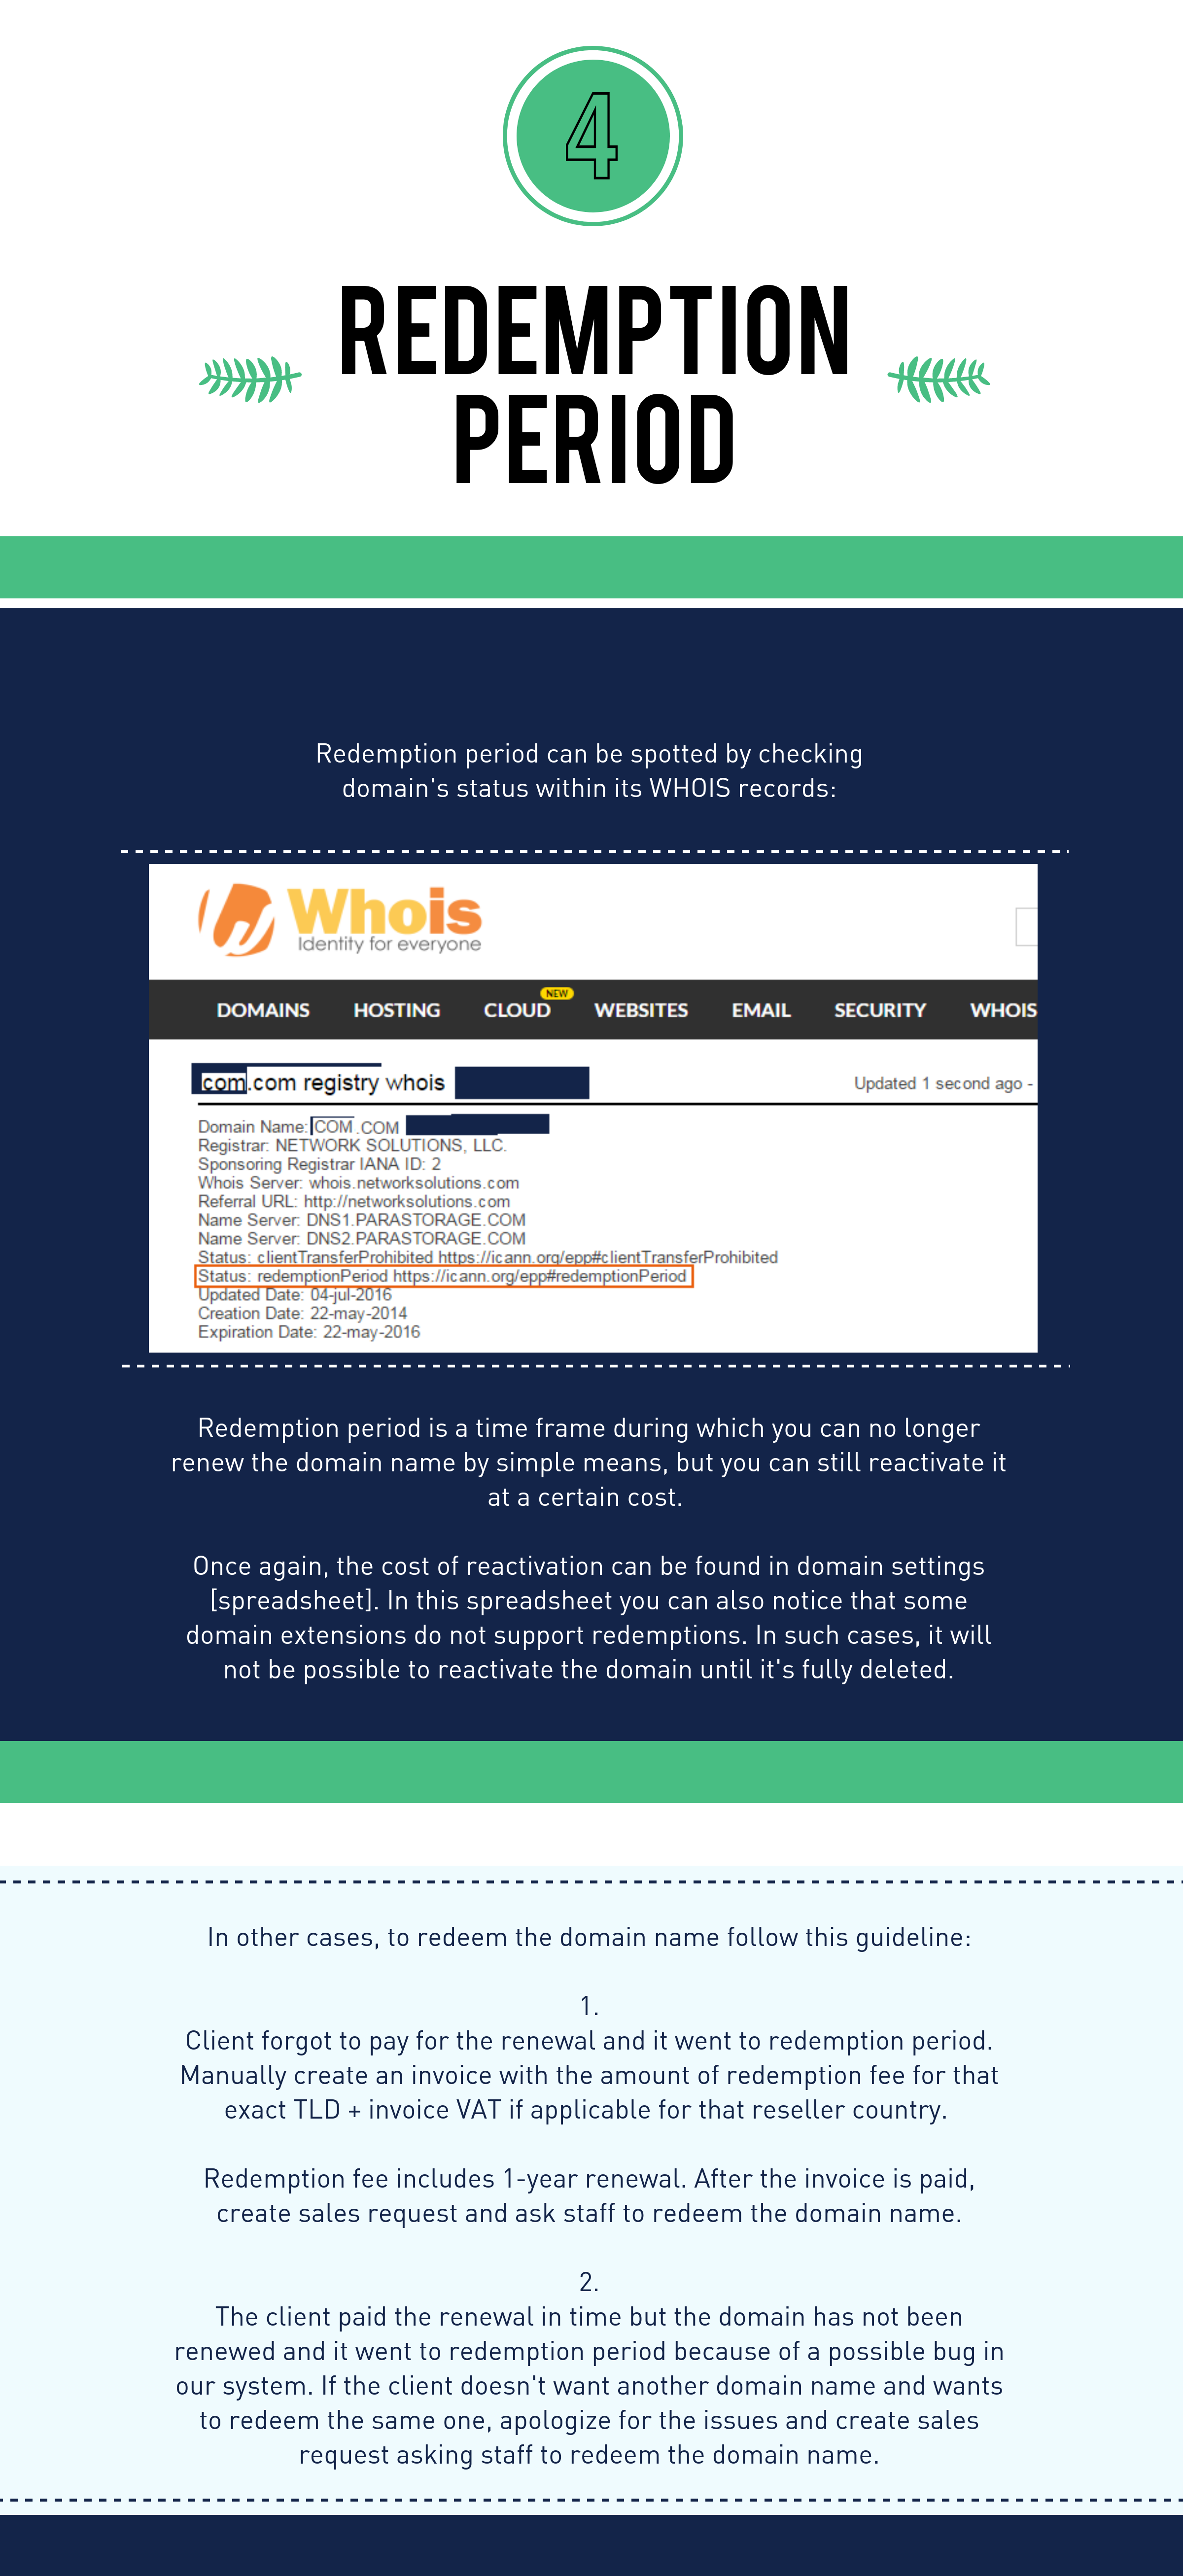 4
REDEMPTION
PERIOD
Redemption period can be spotted by checking
domain's status within its WHOIS records:
Whois
Identity for everyone
NEW
DOMAINS HOSTING CLOUD WEBSITES EMAIL SECURITY WHOIS
com.com registry whois
Updated 1 second ago -
Domain Name: COM.COM
Registrar: NETWORK SOLUTIONS, LLC.
Sponsoring Registrar IANA ID: 2
Whois Server: whois.networksolutions.com
Referral URL: http://networksolutions.com
Name Server: DNS1.PARASTORAGE.COM
Name Server: DNS2.PARASTORAGE.COM
Status: clientTransferProhibited https://icann.org/epp#clientTransferProhibited
Status: redemptionPeriod https://icann.org/epp#redemptionPeriod
Updated Date: 04-jul-2016
Creation Date: 22-may-2014
Expiration Date: 22-may-2016
Redemption period is a time frame during which you can no longer
renew the domain name by simple means, but you can still reactivate it
at a certain cost.
Once again, the cost of reactivation can be found in domain settings
[spreadsheet]. In this spreadsheet you can also notice that some
domain extensions do not support redemptions. In such cases, it will
not be possible to reactivate the domain until it's fully deleted.
In other cases, to redeem the domain name follow this guideline:
1.
Client forgot to pay for the renewal and it went to redemption period.
Manually create an invoice with the amount of redemption fee for that
exact TLD + invoice VAT if applicable for that reseller country.
Redemption fee includes 1-year renewal. After the invoice is paid,
create sales request and ask staff to redeem the domain name.
2.
The client paid the renewal in time but the domain has not been
renewed and it went to redemption period because of a possible bug in
our system. If the client doesn't want another domain name and wants
to redeem the same one, apologize for the issues and create sales
request asking staff to redeem the domain name.